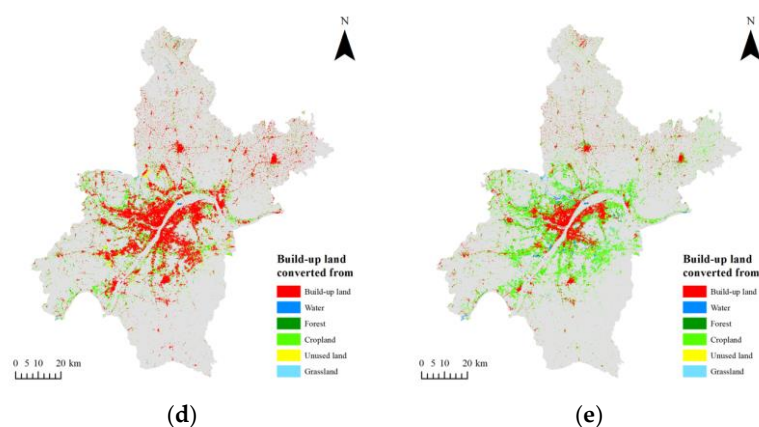 N
Build-up land
converted from
Build-up land
Water
Forest
Cropland
Unused land
Grassland
0 5 10 20 km
(d)
N
Build-up land
converted from
Build-up land
Water
Forest
Cropland
Unused land
Grassland
0 5 10 20 km
(e)